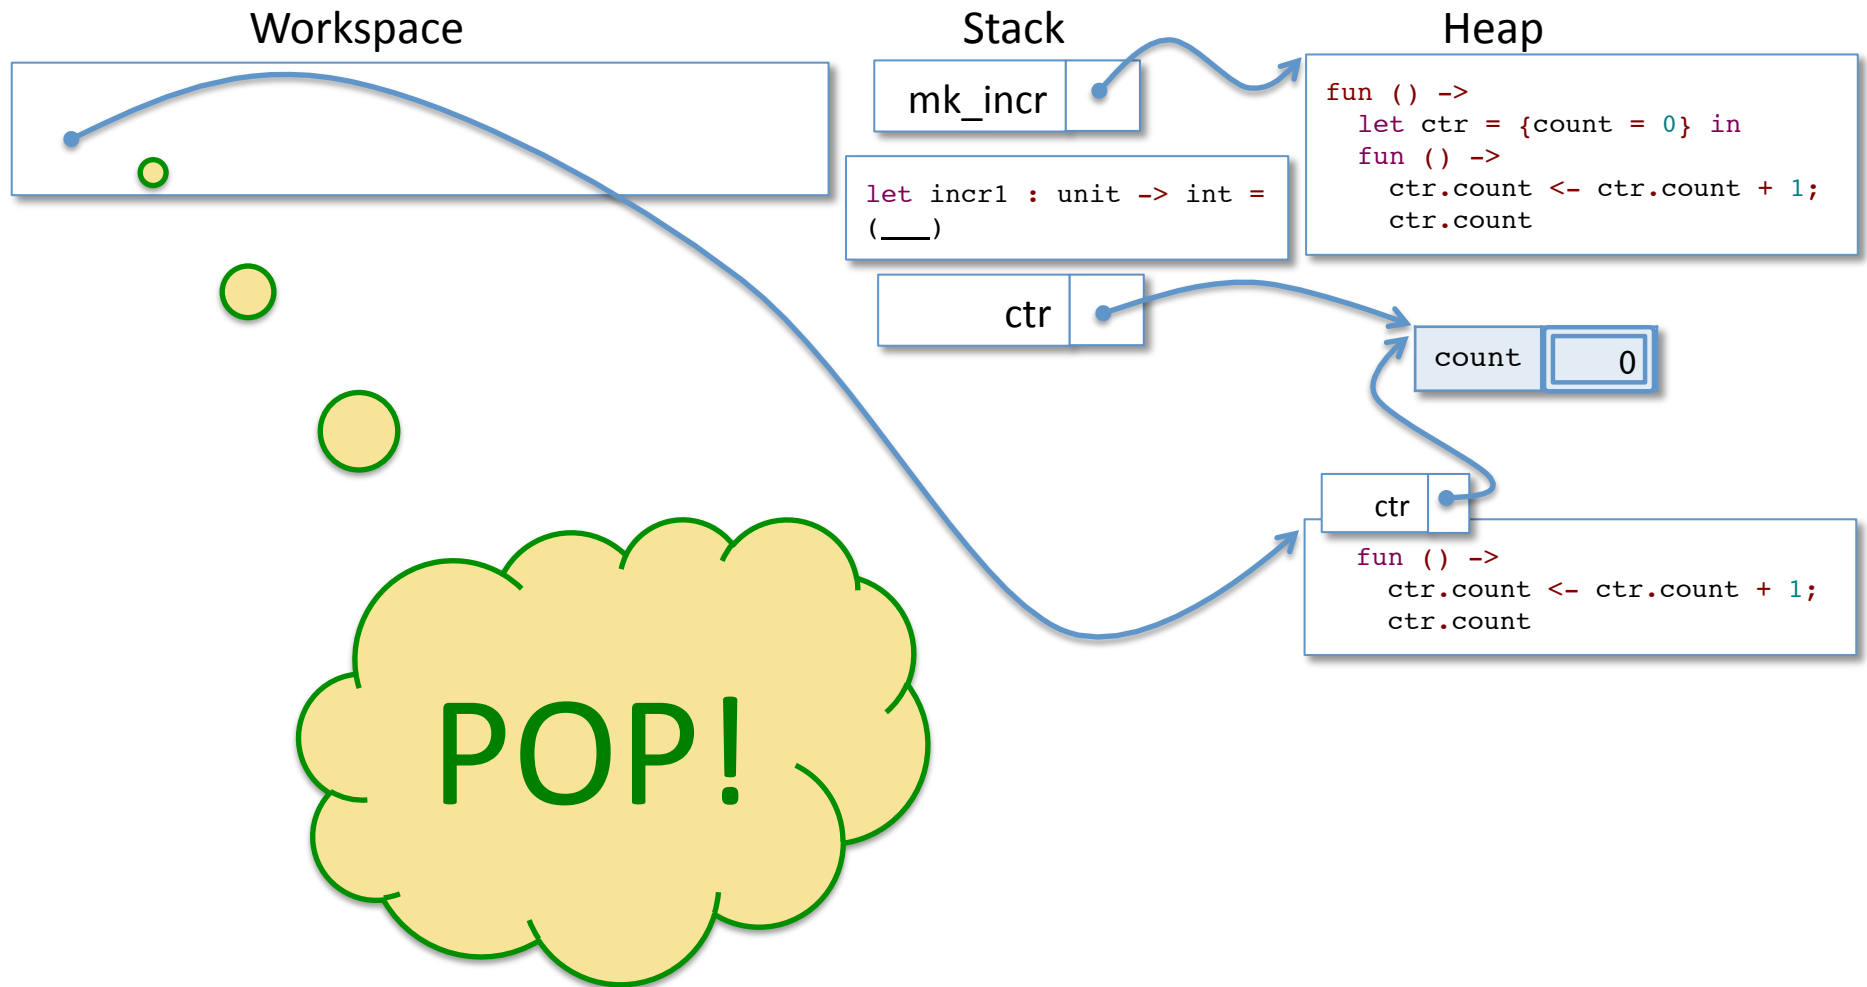 Workspace
Stack
Heap
mk_incr
let incr1 : unit -> int =
(___)
ctr
fun () ->
let ctr = {count = 0} in
fun () ->
ctr.count <- ctr.count + 1;
ctr.count
count 0
ctr
fun () ->
ctr.count <- ctr.count + 1;
ctr.count
POP!